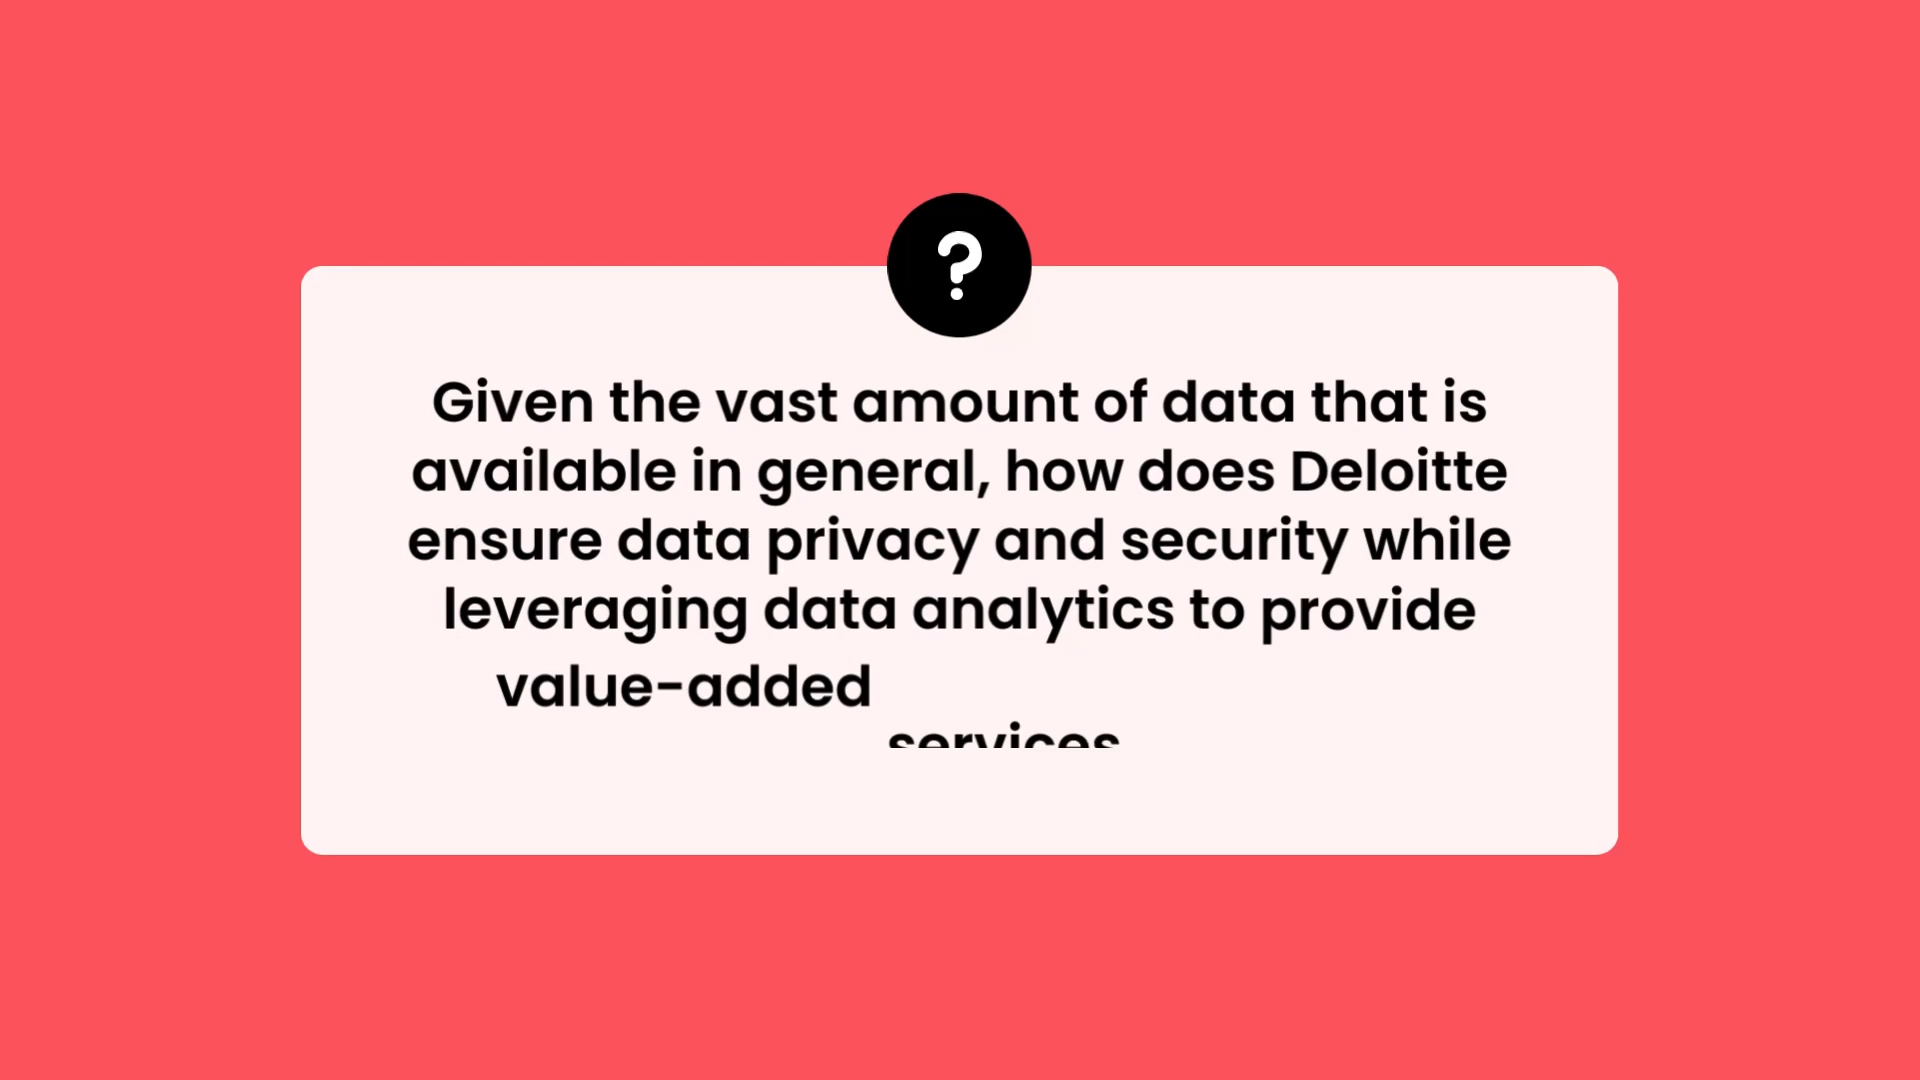 ?
Given the vast amount of data that is
available in general, how does Deloitte
ensure data privacy and security while
leveraging data analytics to provide
value-added
services